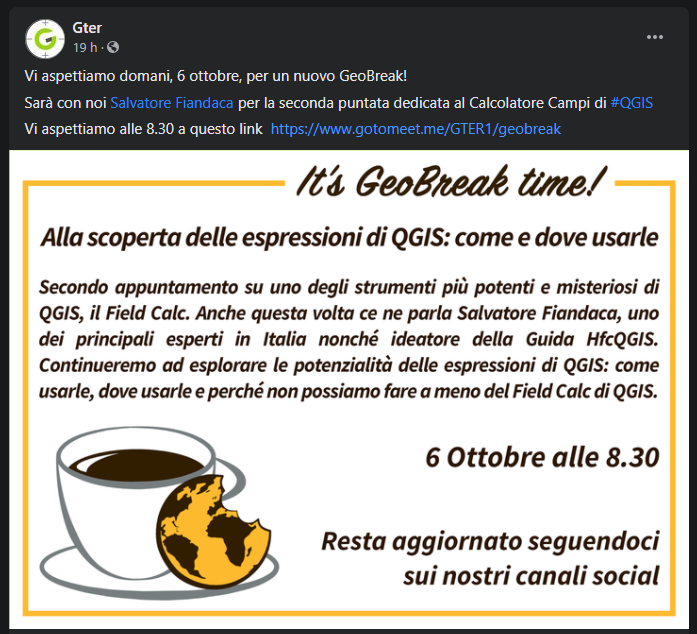 Gter
19 h ·
Vi aspettiamo domani, 6 ottobre, per un nuovo GeoBreak!
Sarà con noi Salvatore Fiandaca per la seconda puntata dedicata al Calcolatore Campi di #QGIS
Vi aspettiamo alle 8.30 a questo link https://www.gotomeet.me/GTER1/geobreak
It's GeoBreak time!
Alla scoperta delle espressioni di QGIS: come e dove usarle
Secondo appuntamento su uno degli strumenti più potenti e misteriosi di
QGIS, il Field Calc. Anche questa volta ce ne parla Salvatore Fiandaca, uno
dei principali esperti in Italia nonché ideatore della Guida HfcQGIS.
Continueremo ad esplorare le potenzialità delle espressioni di QGIS: come
usarle, dove usarle e perché non possiamo fare a meno del Field Calc di QGIS.
6 Ottobre alle 8.30
Resta aggiornato seguendoci
sui nostri canali social